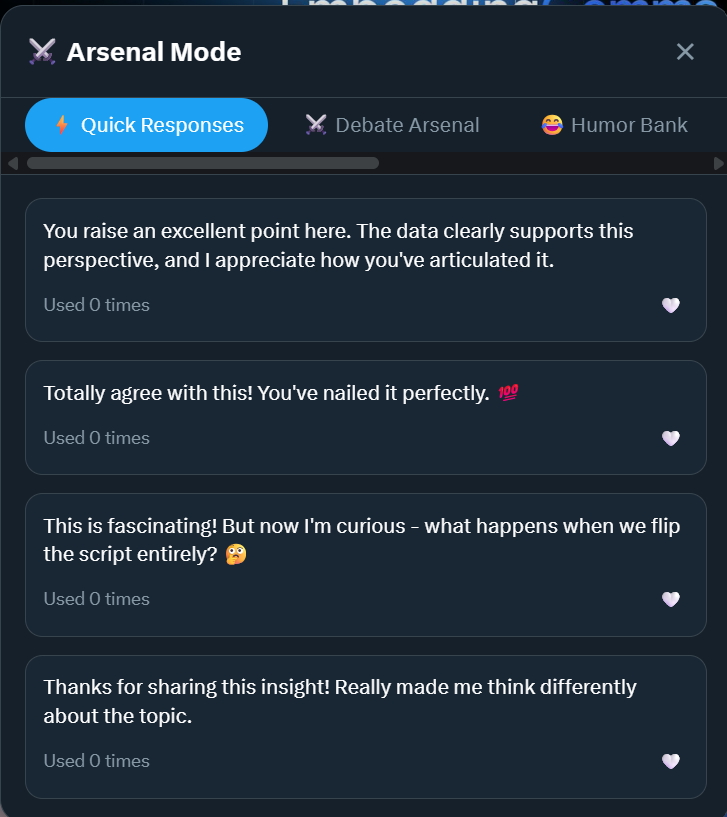 Arsenal Mode
Quick Responses
Debate Arsenal
Humor Bank
You raise an excellent point here. The data clearly supports this
perspective, and I appreciate how you've articulated it.
Used 0 times
Totally agree with this! You've nailed it perfectly. 💯
Used 0 times
This is fascinating! But now I'm curious - what happens when we flip
the script entirely? 🤔
Used 0 times
Thanks for sharing this insight! Really made me think differently
about the topic.
Used 0 times